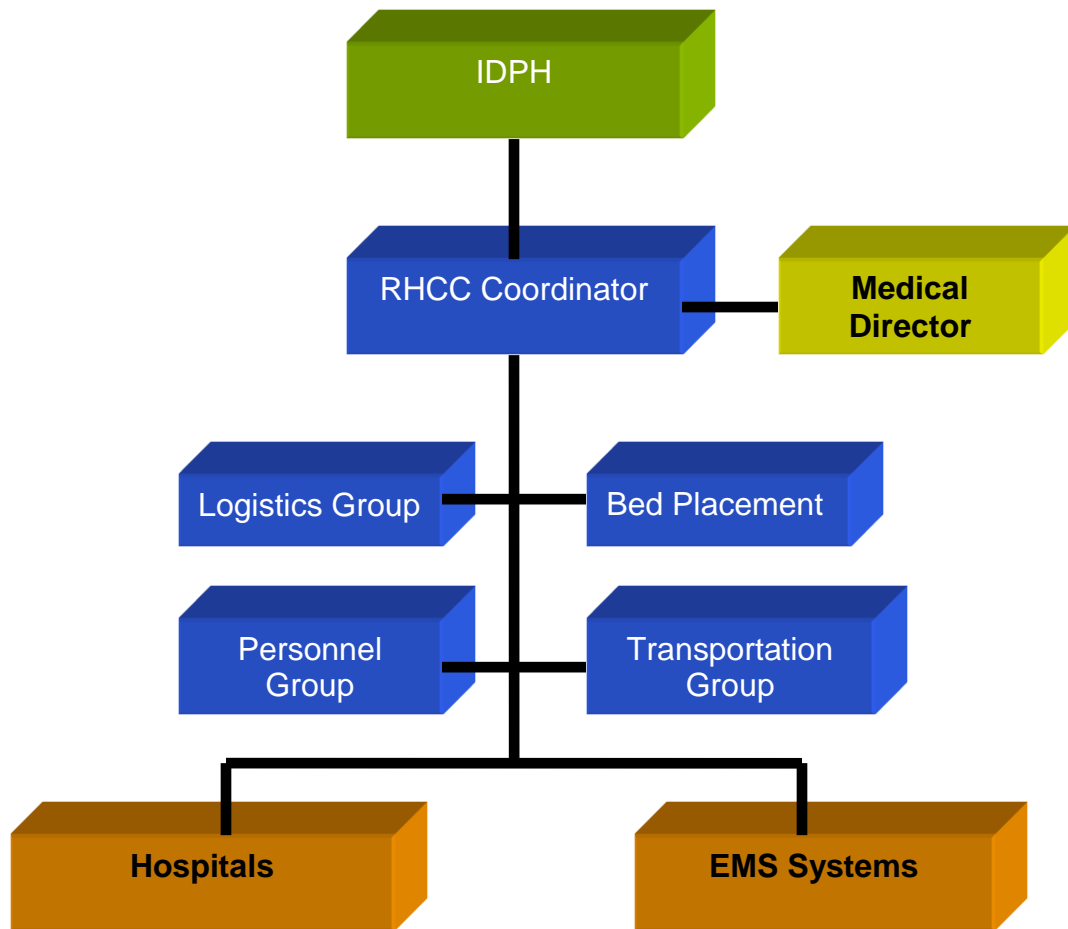 IDPH
RHCC Coordinator
Medical
Director
Logistics Group
Bed Placement
Personnel
Group
Transportation
Group
Hospitals
EMS Systems